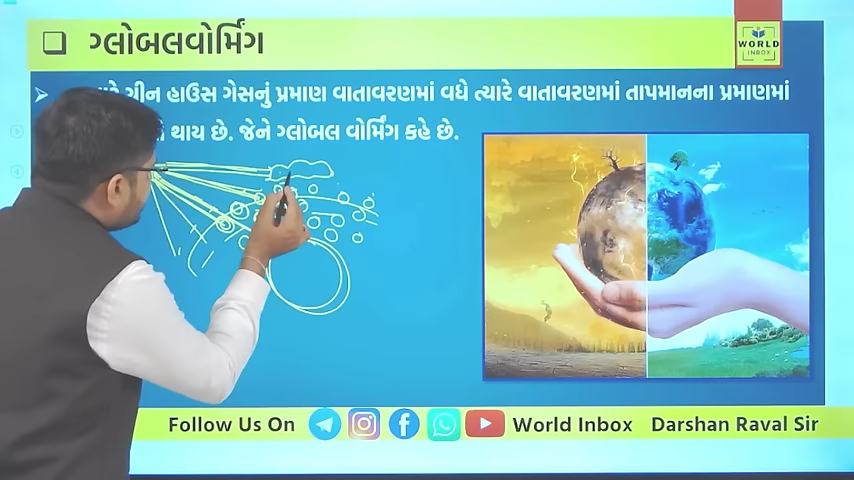 ગ્લોબલવોર્મિંગ
WORLD
INBOX
ગ્રીન હાઉસ ગેસનું પ્રમાણ વાતાવરણમાં વધે ત્યારે વાતાવરણમાં તાપમાનના પ્રમાણમાં
થાય છે. જેને ગ્લોબલ વોર્મિંગ કહે છે.
Follow Us On World Inbox Darshan Raval Sir